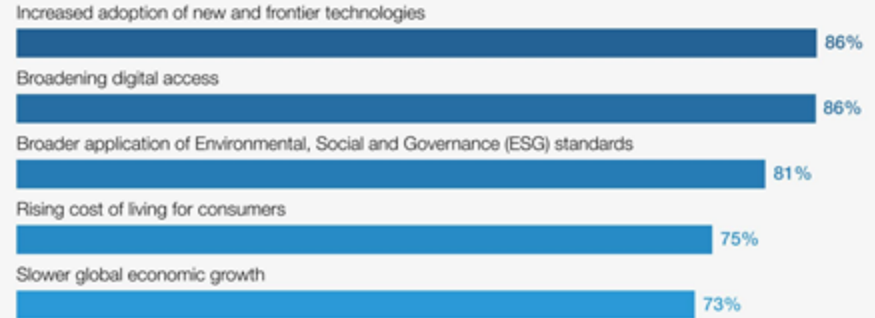 Increased adoption of new and frontier technologies
86%
Broadening digital access
86%
Broader application of Environmental, Social and Governance (ESG) standards
81%
Rising cost of living for consumers
75%
Slower global economic growth
73%